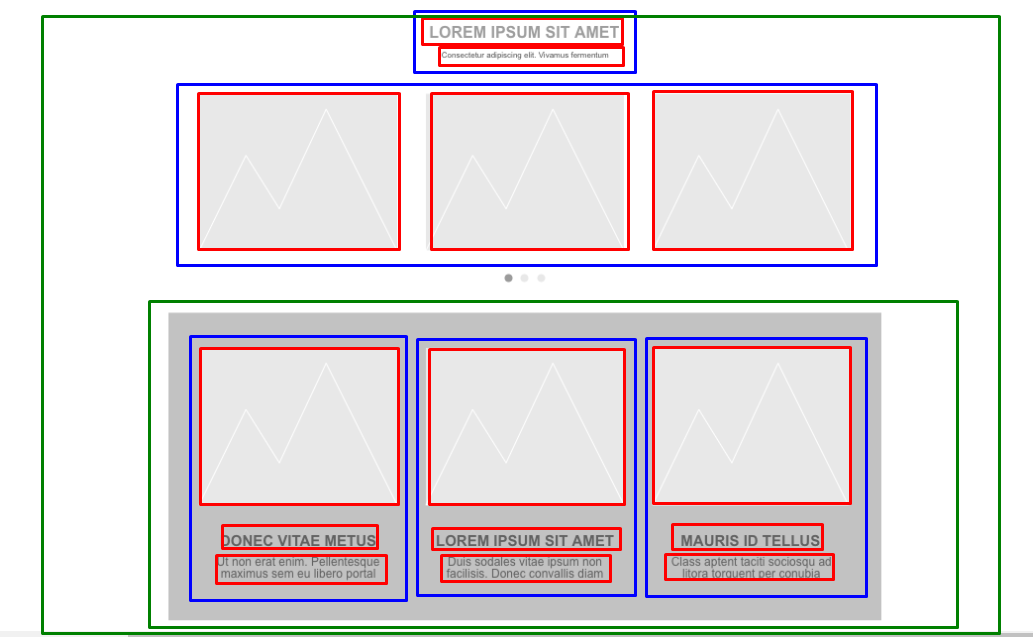 LOREM IPSUM SIT AMET
Consectetur adipiscing elit. Vivamus fermentum
DONEC VITAE METUS
Ut non erat enim. Pellentesque
maximus sem eu libero portal
LOREM IPSUM SIT AMET
Duis sodales vitae ipsum non
facilisis. Donec convallis diam
MAURIS ID TELLUS
Class aptent taciti sociosqu ad
litora torquent per conubia